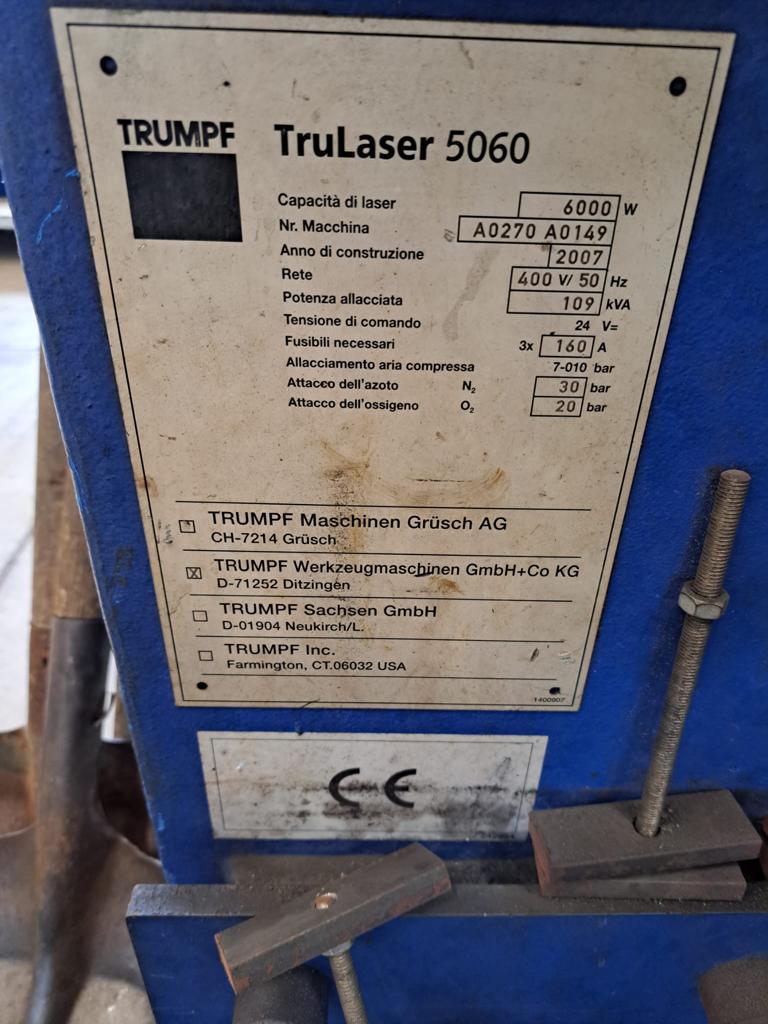 TRUMPF
TruLaser 5060
Capacità di laser 6000 W
Nr. Macchina A0270 A0149
Anno di costruzione 2007
Rete 400 V/ 50 Hz
Potenza allacciata 109 kVA
Tensione di comando 24 V=
Fusibili necessari 3x 160 A
Allacciamento aria compressa 7-010 bar
Attacco dell'azoto N₂ 30 bar
Attacco dell'ossigeno O₂ 20 bar
TRUMPF Maschinen Grüsch AG
CH-7214 Grüsch
☒ TRUMPF Werkzeugmaschinen GmbH+Co KG
D-71252 Ditzingen
TRUMPF Sachsen GmbH
D-01904 Neukirch/L.
TRUMPF Inc.
Farmington, CT.06032 USA
1400907
CE